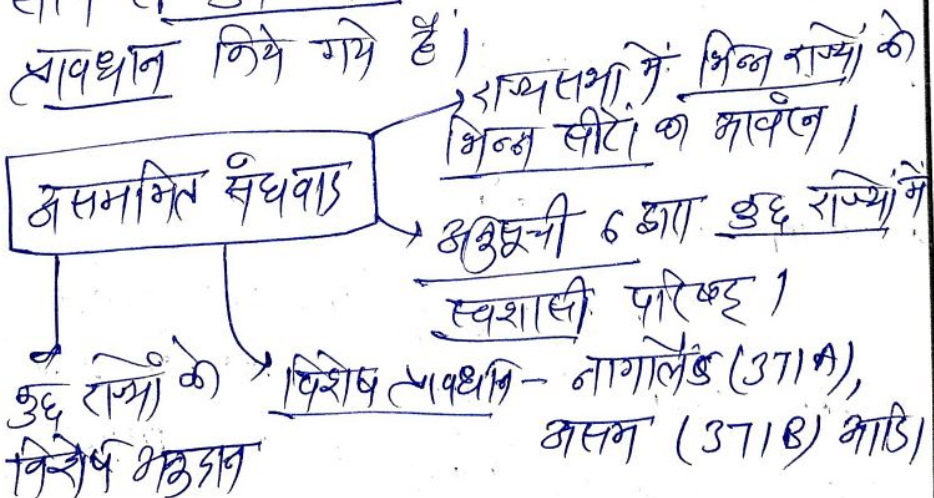 प्रावधान किये गये हैं।
असममित संघवाद
राज्यसभा में भिन्न राज्यों को
भिन्न सीटों का आवंटन।
अनुसूची 6 द्वारा कुछ राज्यों में
स्वशासी परिषद।
विशेष प्रावधान - नागालैंड (371A),
असम (371B) आदि।
कुछ राज्यों को
विशेष अनुदान